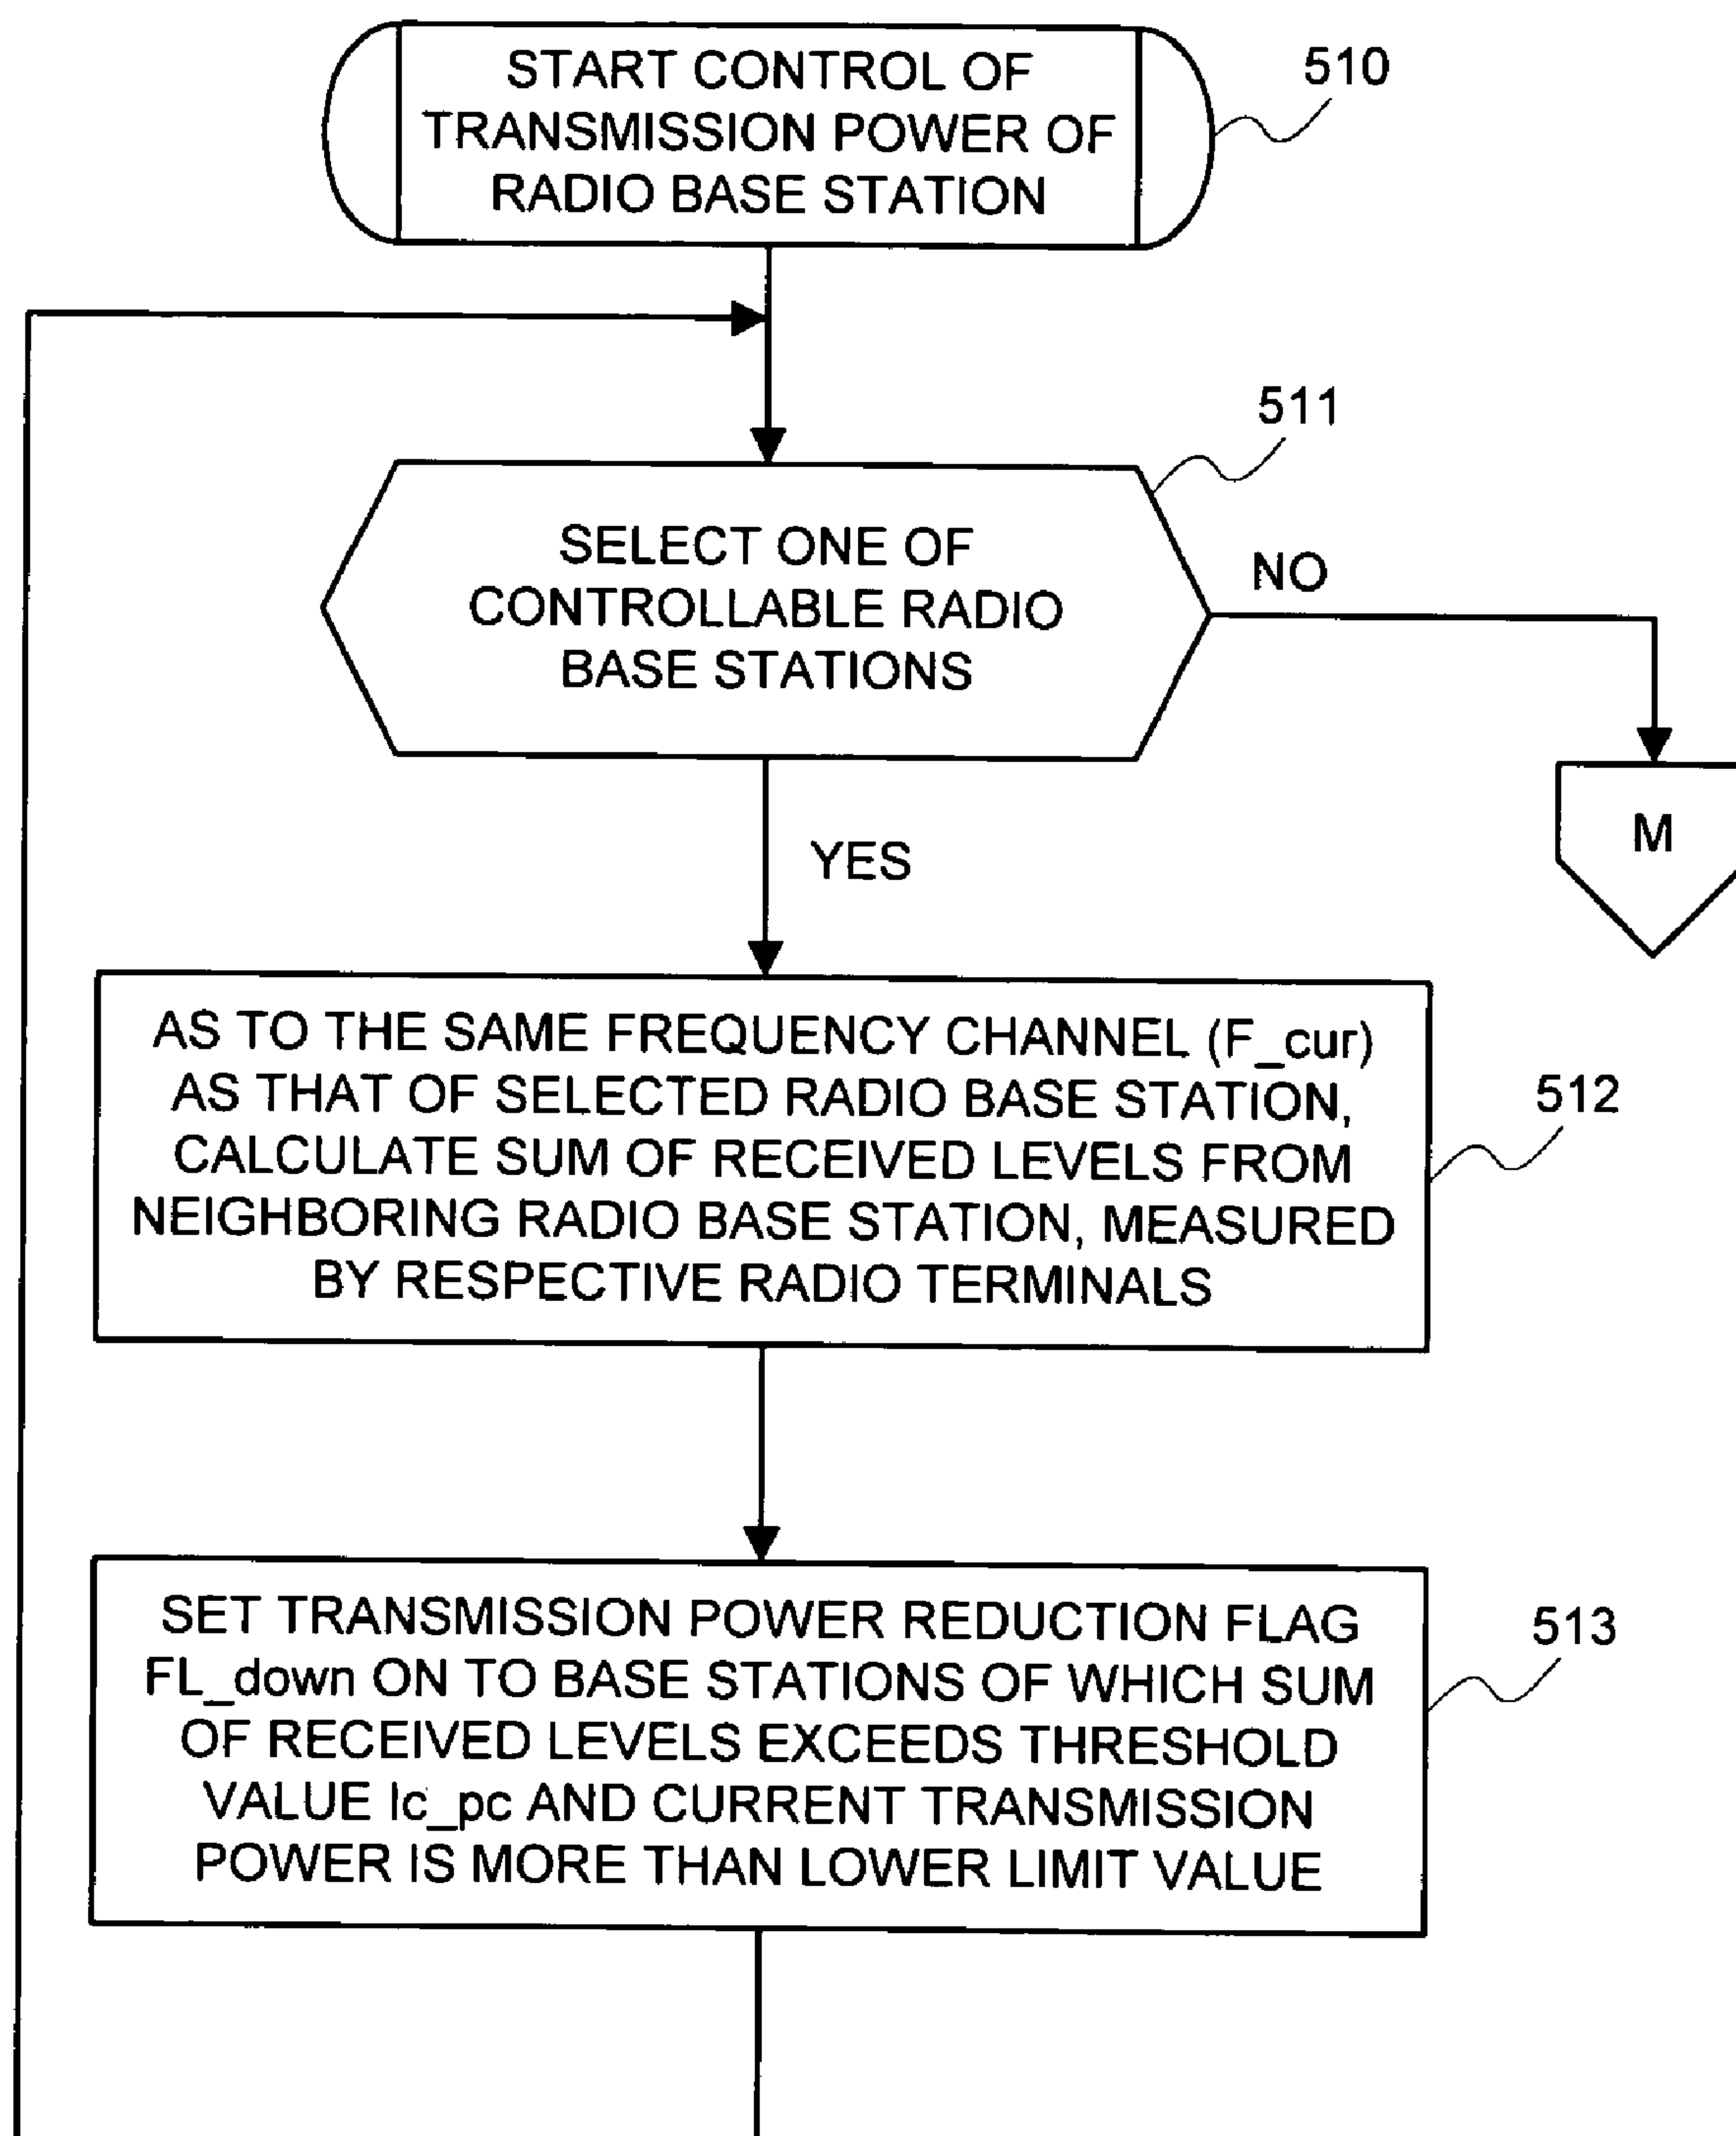 START CONTROL OF
TRANSMISSION POWER OF
RADIO BASE STATION
510
511
SELECT ONE OF
CONTROLLABLE RADIO
BASE STATIONS
NO
M
YES
AS TO THE SAME FREQUENCY CHANNEL (F_cur)
AS THAT OF SELECTED RADIO BASE STATION,
CALCULATE SUM OF RECEIVED LEVELS FROM
NEIGHBORING RADIO BASE STATION, MEASURED
BY RESPECTIVE RADIO TERMINALS
512
SET TRANSMISSION POWER REDUCTION FLAG
FL_down ON TO BASE STATIONS OF WHICH SUM
OF RECEIVED LEVELS EXCEEDS THRESHOLD
VALUE Ic_pc AND CURRENT TRANSMISSION
POWER IS MORE THAN LOWER LIMIT VALUE
513